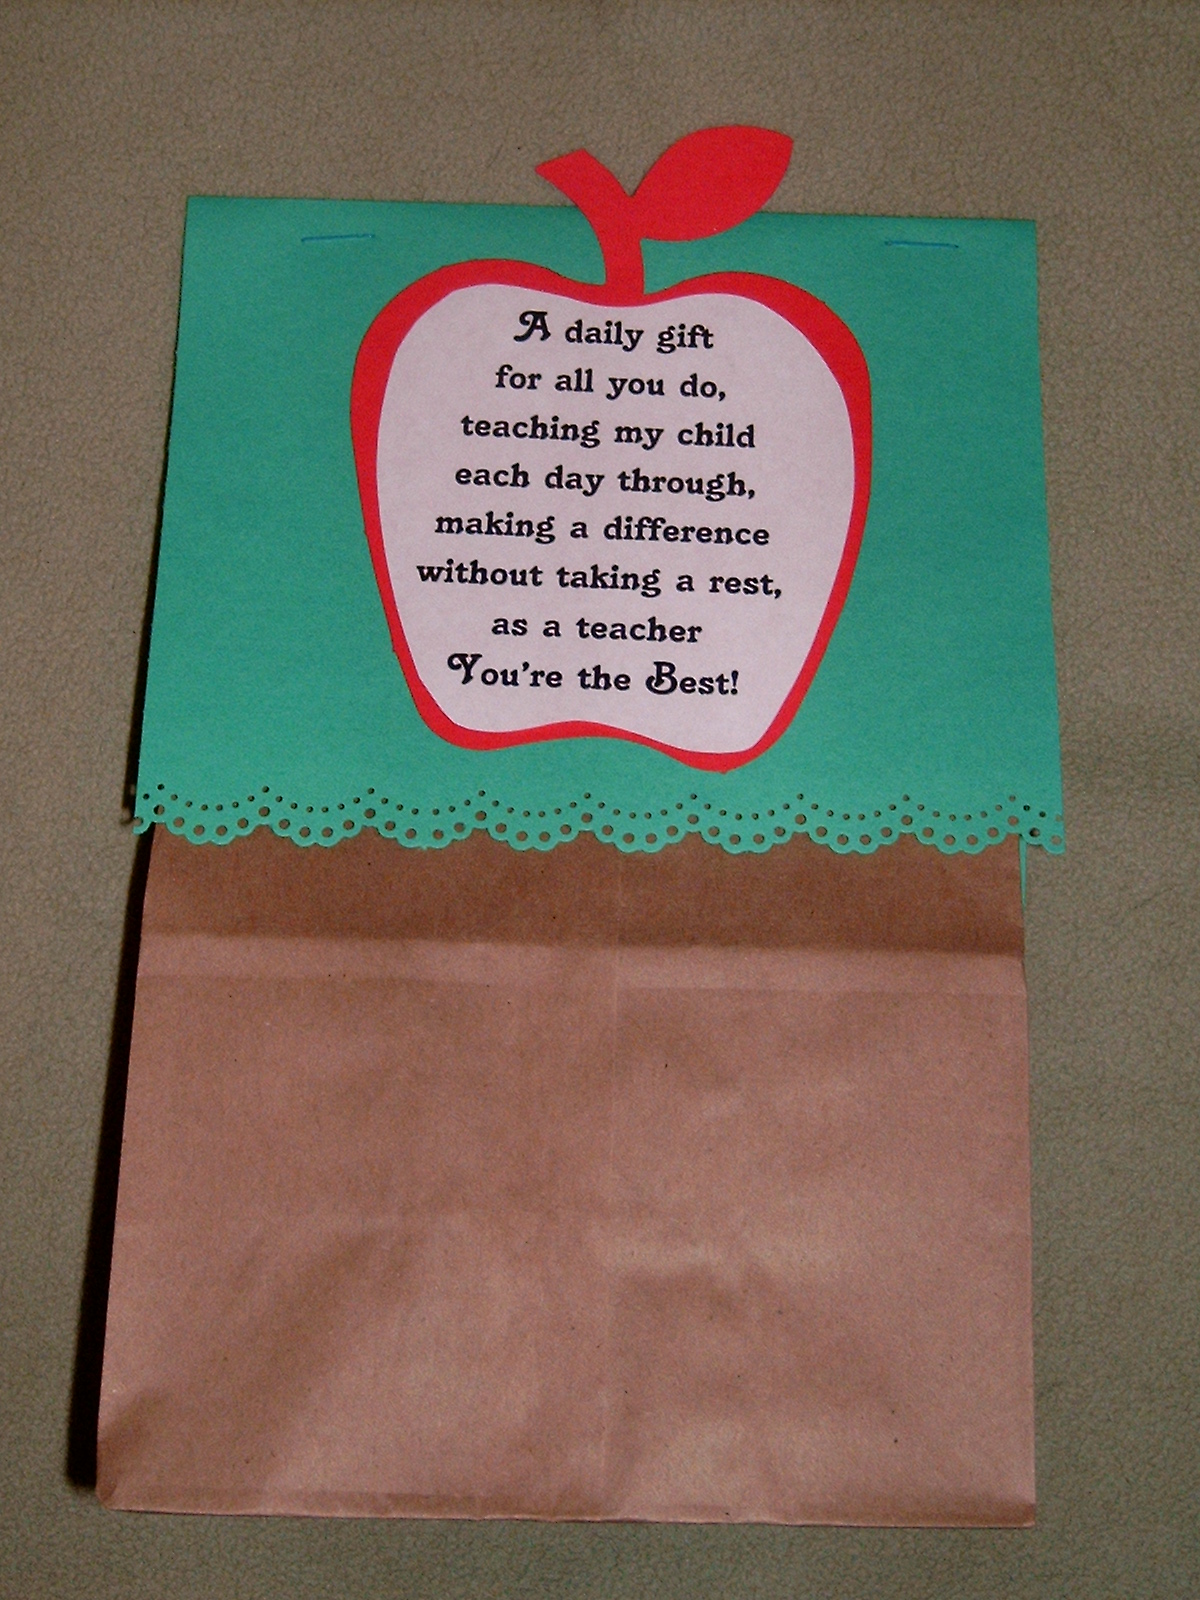 A daily gift
for all you do,
teaching my child
each day through,
making a difference
without taking a rest,
as a teacher
You're the Best!